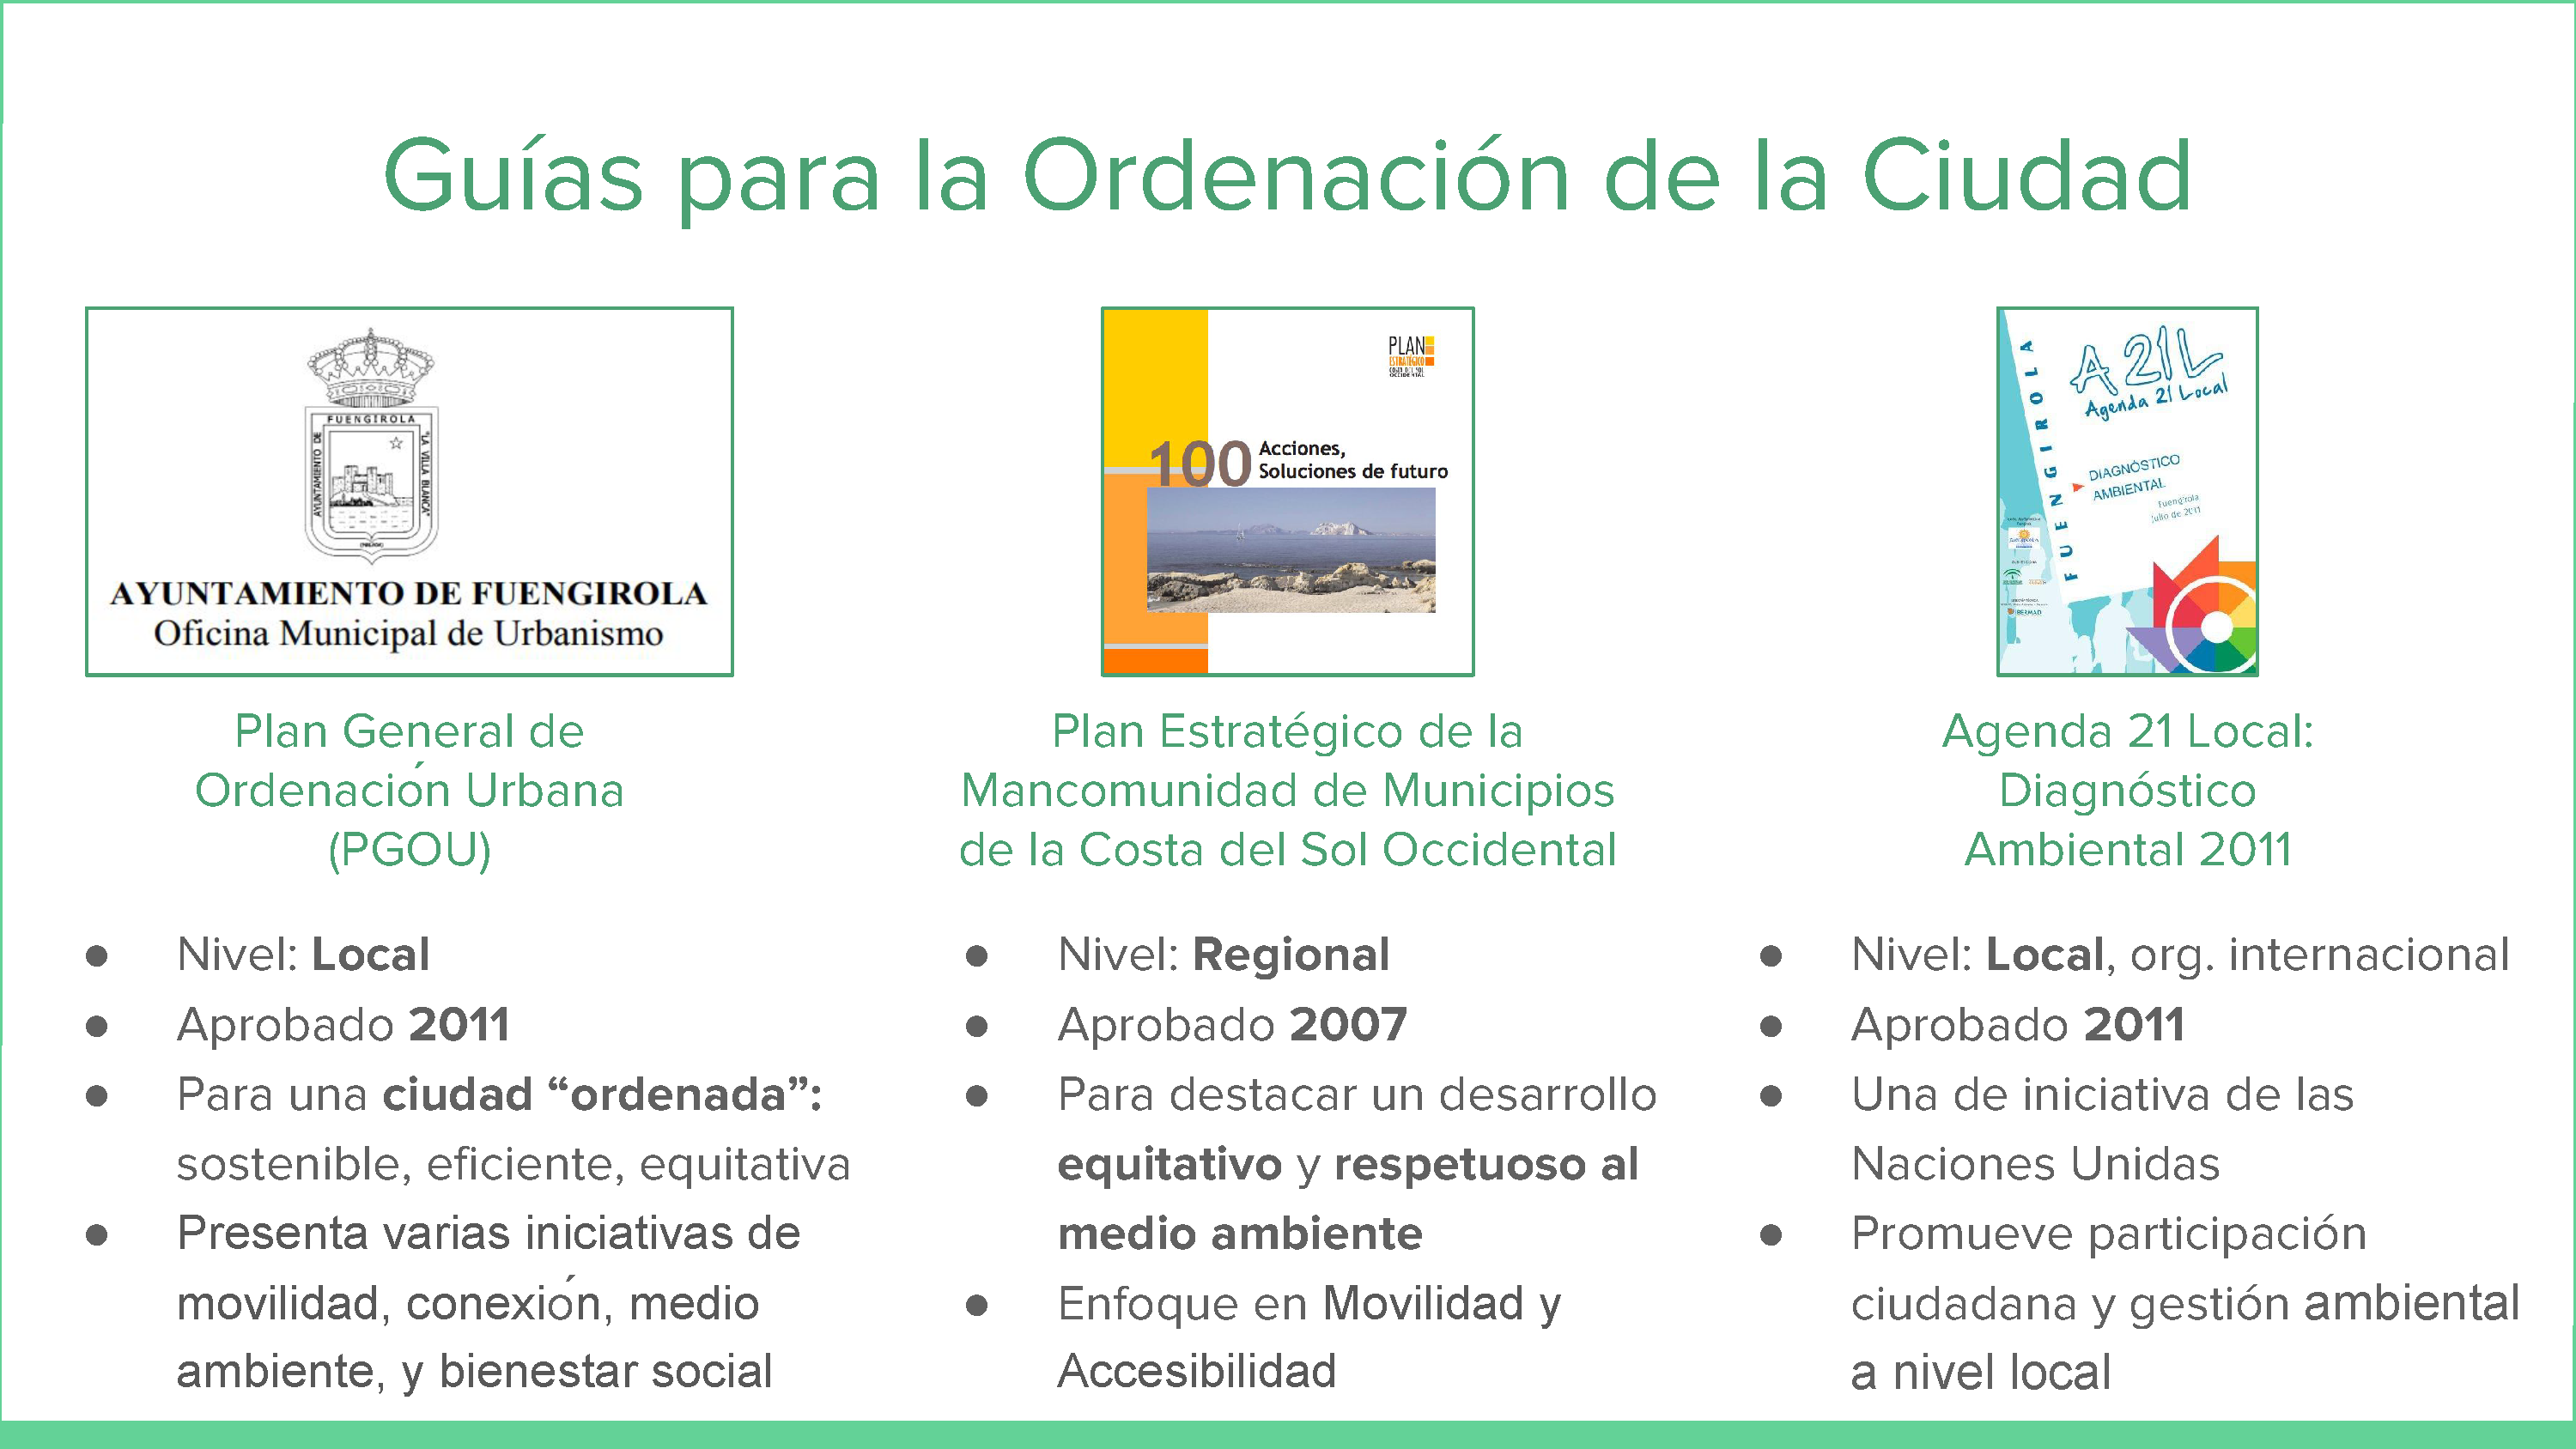 Guías para la Ordenación de la Ciudad
FUENGIROLA
AYUNTAMIENTO DE
"LA VILLA BLANCA"
AYUNTAMIENTO DE FUENGIROLA
Oficina Municipal de Urbanismo
Plan General de
Ordenación Urbana
(PGOU)
● Nivel: Local
● Aprobado 2011
● Para una ciudad “ordenada”:
sostenible, eficiente, equitativa
● Presenta varias iniciativas de
movilidad, conexión, medio
ambiente, y bienestar social
PLAN
ESTRATÉGICO
COSTA DEL SOL
OCCIDENTAL
100 Acciones,
Soluciones de futuro
Plan Estratégico de la
Mancomunidad de Municipios
de la Costa del Sol Occidental
● Nivel: Regional
● Aprobado 2007
● Para destacar un desarrollo
equitativo y respetuoso al
medio ambiente
● Enfoque en Movilidad y
Accesibilidad
FUENGIROLA
A21L
Agenda 21 Local
DIAGNÓSTICO
AMBIENTAL
Fuengirola
Julio de 2011
Agenda 21 Local:
Diagnóstico
Ambiental 2011
● Nivel: Local, org. internacional
● Aprobado 2011
● Una de iniciativa de las
Naciones Unidas
● Promueve participación
ciudadana y gestión ambiental
a nivel local